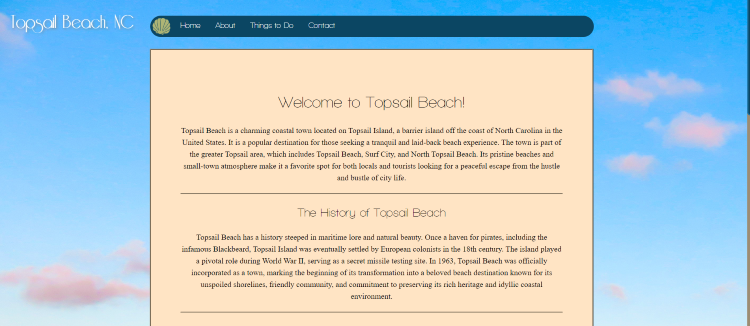 Topsail Beach, NC
Home About Things to Do Contact
Welcome to Topsail Beach!
Topsail Beach is a charming coastal town located on Topsail Island, a barrier island off the coast of North Carolina in the
United States. It is a popular destination for those seeking a tranquil and laid-back beach experience. The town is part of
the greater Topsail area, which includes Topsail Beach, Surf City, and North Topsail Beach. Its pristine beaches and
small-town atmosphere make it a favorite spot for both locals and tourists looking for a peaceful escape from the hustle
and bustle of city life.
The History of Topsail Beach
Topsail Beach has a history steeped in maritime lore and natural beauty. Once a haven for pirates, including the
infamous Blackbeard, Topsail Island was eventually settled by European colonists in the 18th century. The island played
a pivotal role during World War II, serving as a secret missile testing site. In 1963, Topsail Beach was officially
incorporated as a town, marking the beginning of its transformation into a beloved beach destination known for its
unspoiled shorelines, friendly community, and commitment to preserving its rich heritage and idyllic coastal
environment.